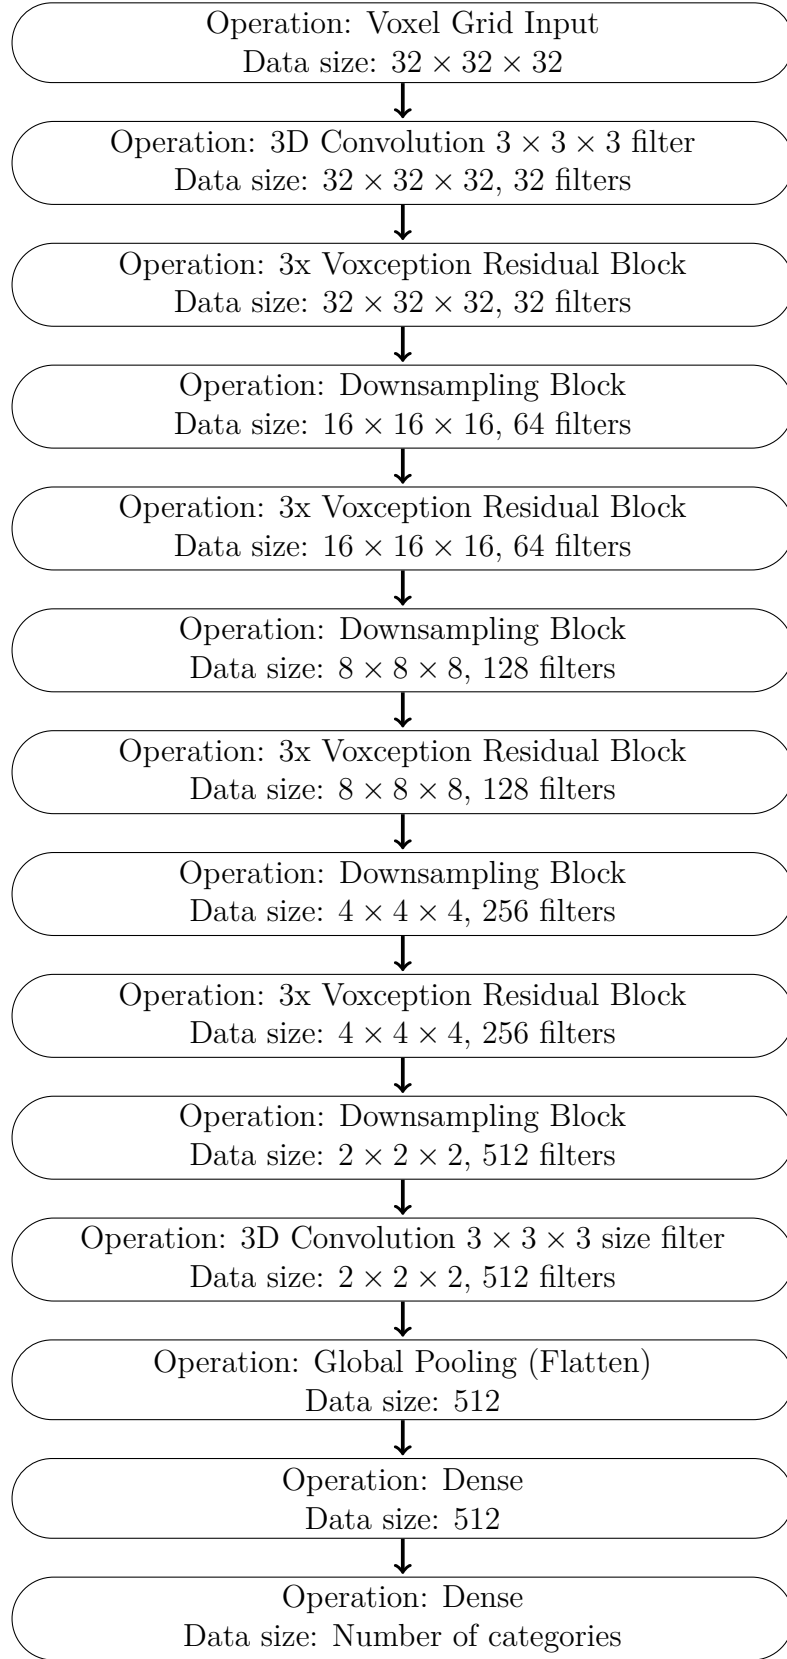 Operation: Voxel Grid Input
Data size: 32 × 32 × 32
Operation: 3D Convolution 3 × 3 × 3 filter
Data size: 32 × 32 × 32, 32 filters
Operation: 3x Voxception Residual Block
Data size: 32 × 32 × 32, 32 filters
Operation: Downsampling Block
Data size: 16 × 16 × 16, 64 filters
Operation: 3x Voxception Residual Block
Data size: 16 × 16 × 16, 64 filters
Operation: Downsampling Block
Data size: 8 × 8 × 8, 128 filters
Operation: 3x Voxception Residual Block
Data size: 8 × 8 × 8, 128 filters
Operation: Downsampling Block
Data size: 4 × 4 × 4, 256 filters
Operation: 3x Voxception Residual Block
Data size: 4 × 4 × 4, 256 filters
Operation: Downsampling Block
Data size: 2 × 2 × 2, 512 filters
Operation: 3D Convolution 3 × 3 × 3 size filter
Data size: 2 × 2 × 2, 512 filters
Operation: Global Pooling (Flatten)
Data size: 512
Operation: Dense
Data size: 512
Operation: Dense
Data size: Number of categories